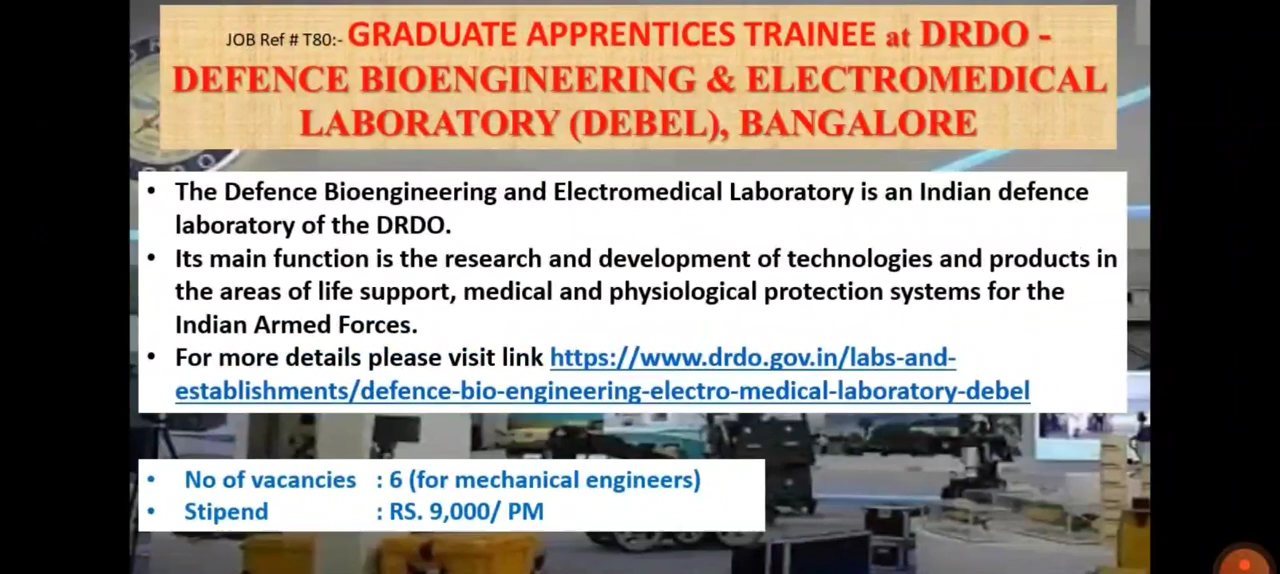 JOB Ref # T80:- GRADUATE APPRENTICES TRAINEE at DRDO -
DEFENCE BIOENGINEERING & ELECTROMEDICAL
LABORATORY (DEBEL), BANGALORE
• The Defence Bioengineering and Electromedical Laboratory is an Indian defence
laboratory of the DRDO.
• Its main function is the research and development of technologies and products in
the areas of life support, medical and physiological protection systems for the
Indian Armed Forces.
• For more details please visit link https://www.drdo.gov.in/labs-and-
establishments/defence-bio-engineering-electro-medical-laboratory-debel
• No of vacancies : 6 (for mechanical engineers)
• Stipend : RS. 9,000/ PM